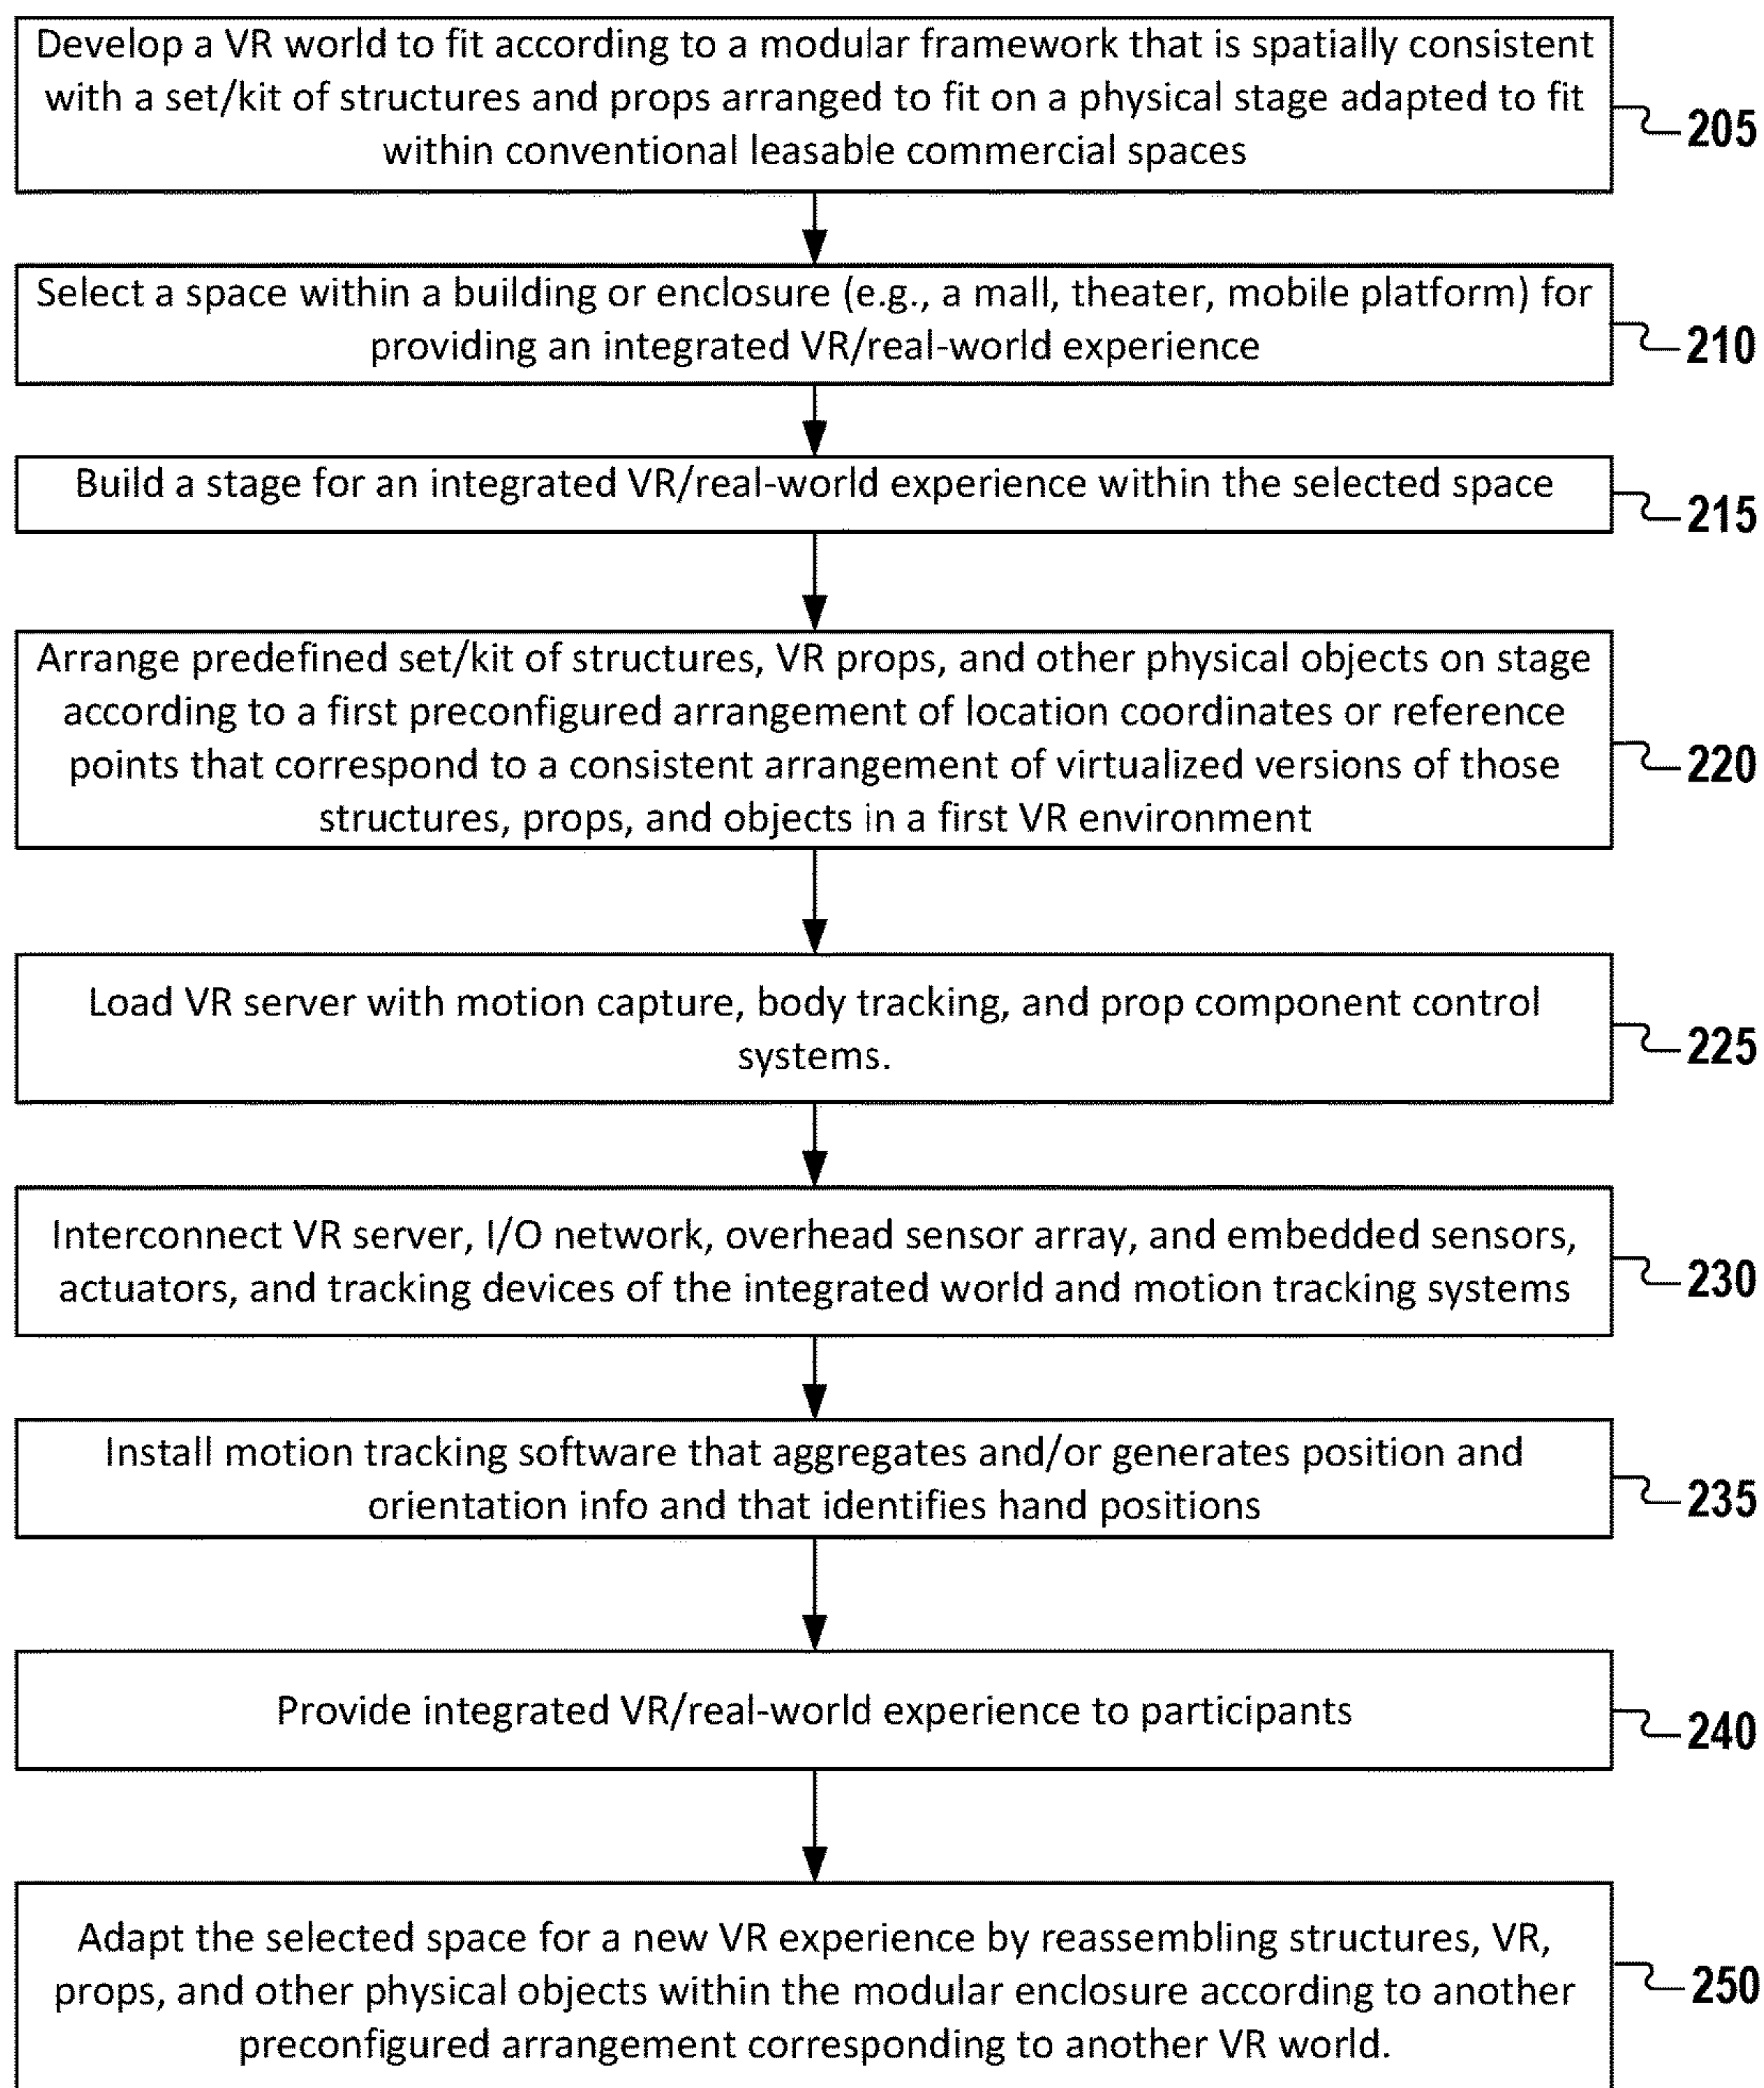 Develop a VR world to fit according to a modular framework that is spatially consistent
with a set/kit of structures and props arranged to fit on a physical stage adapted to fit
within conventional leasable commercial spaces
205
Select a space within a building or enclosure (e.g., a mall, theater, mobile platform) for
providing an integrated VR/real-world experience
210
Build a stage for an integrated VR/real-world experience within the selected space
215
Arrange predefined set/kit of structures, VR props, and other physical objects on stage
according to a first preconfigured arrangement of location coordinates or reference
points that correspond to a consistent arrangement of virtualized versions of those
structures, props, and objects in a first VR environment
220
Load VR server with motion capture, body tracking, and prop component control
systems.
225
Interconnect VR server, I/O network, overhead sensor array, and embedded sensors,
actuators, and tracking devices of the integrated world and motion tracking systems
230
Install motion tracking software that aggregates and/or generates position and
orientation info and that identifies hand positions
235
Provide integrated VR/real-world experience to participants
240
Adapt the selected space for a new VR experience by reassembling structures, VR,
props, and other physical objects within the modular enclosure according to another
preconfigured arrangement corresponding to another VR world.
250